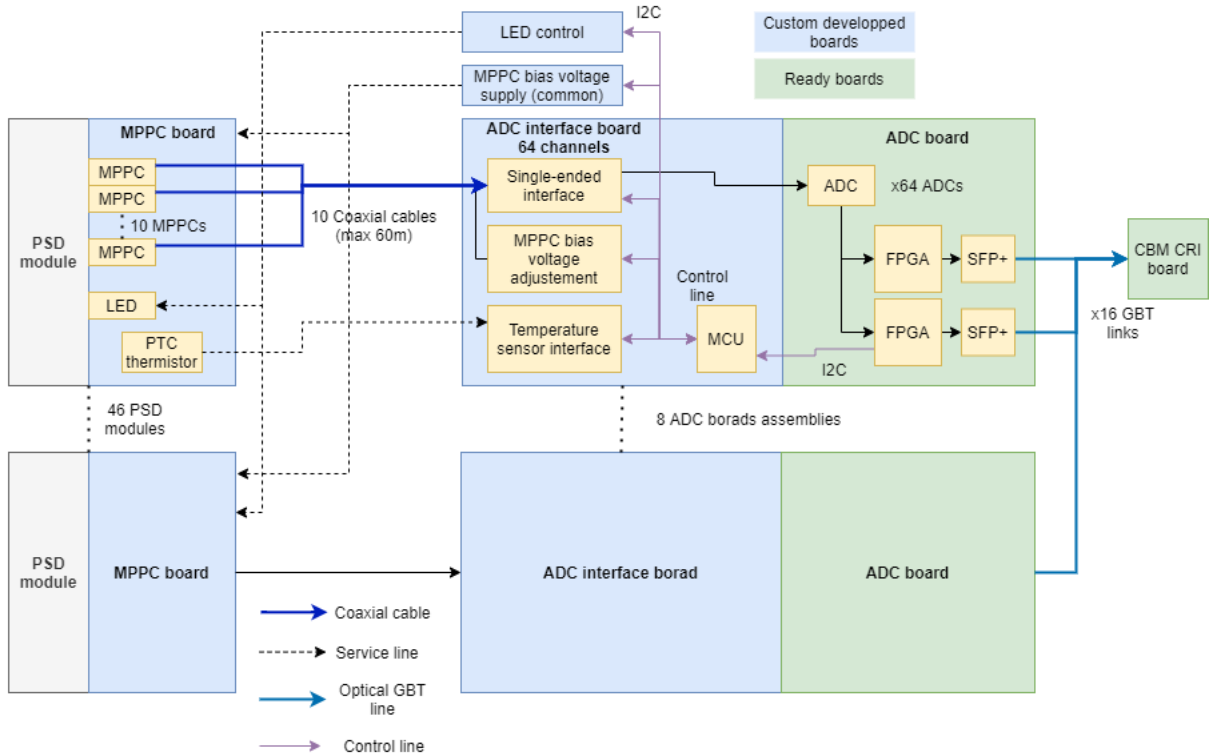 I2C
LED control
Custom developped
boards
MPPC bias voltage
supply (common)
Ready boards
MPPC board
ADC interface board
64 channels
ADC board
MPPC
MPPC
10 MPPCs
MPPC
PSD
module
LED
PTC
thermistor
10 Coaxial cables
(max 60m)
Single-ended
interface
MPPC bias
voltage
adjustement
Temperature
sensor interface
Control
line
MCU
ADC
x64 ADCs
FPGA
SFP+
FPGA
SFP+
I2C
CBM CRI
board
x16 GBT
links
46 PSD
modules
8 ADC borads assemblies
PSD
module
MPPC board
ADC interface borad
ADC board
Coaxial cable
Service line
Optical GBT
line
Control line